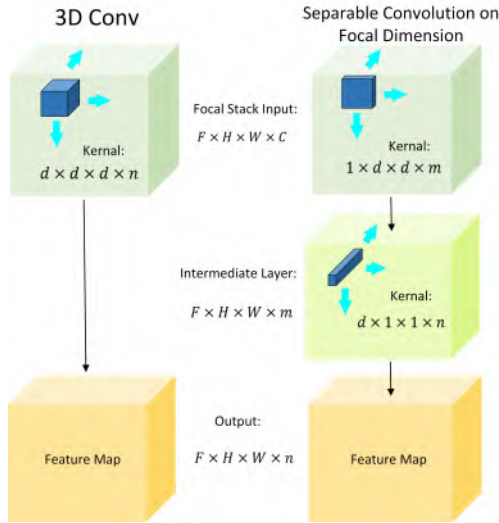 3D Conv
Separable Convolution on
Focal Dimension
Kernal:
d × d × d × n
Focal Stack Input:
F × H × W × C
Kernal:
1 × d × d × m
Intermediate Layer:
F × H × W × m
Kernal:
d × 1 × 1 × n
Feature Map
Output:
F × H × W × n
Feature Map